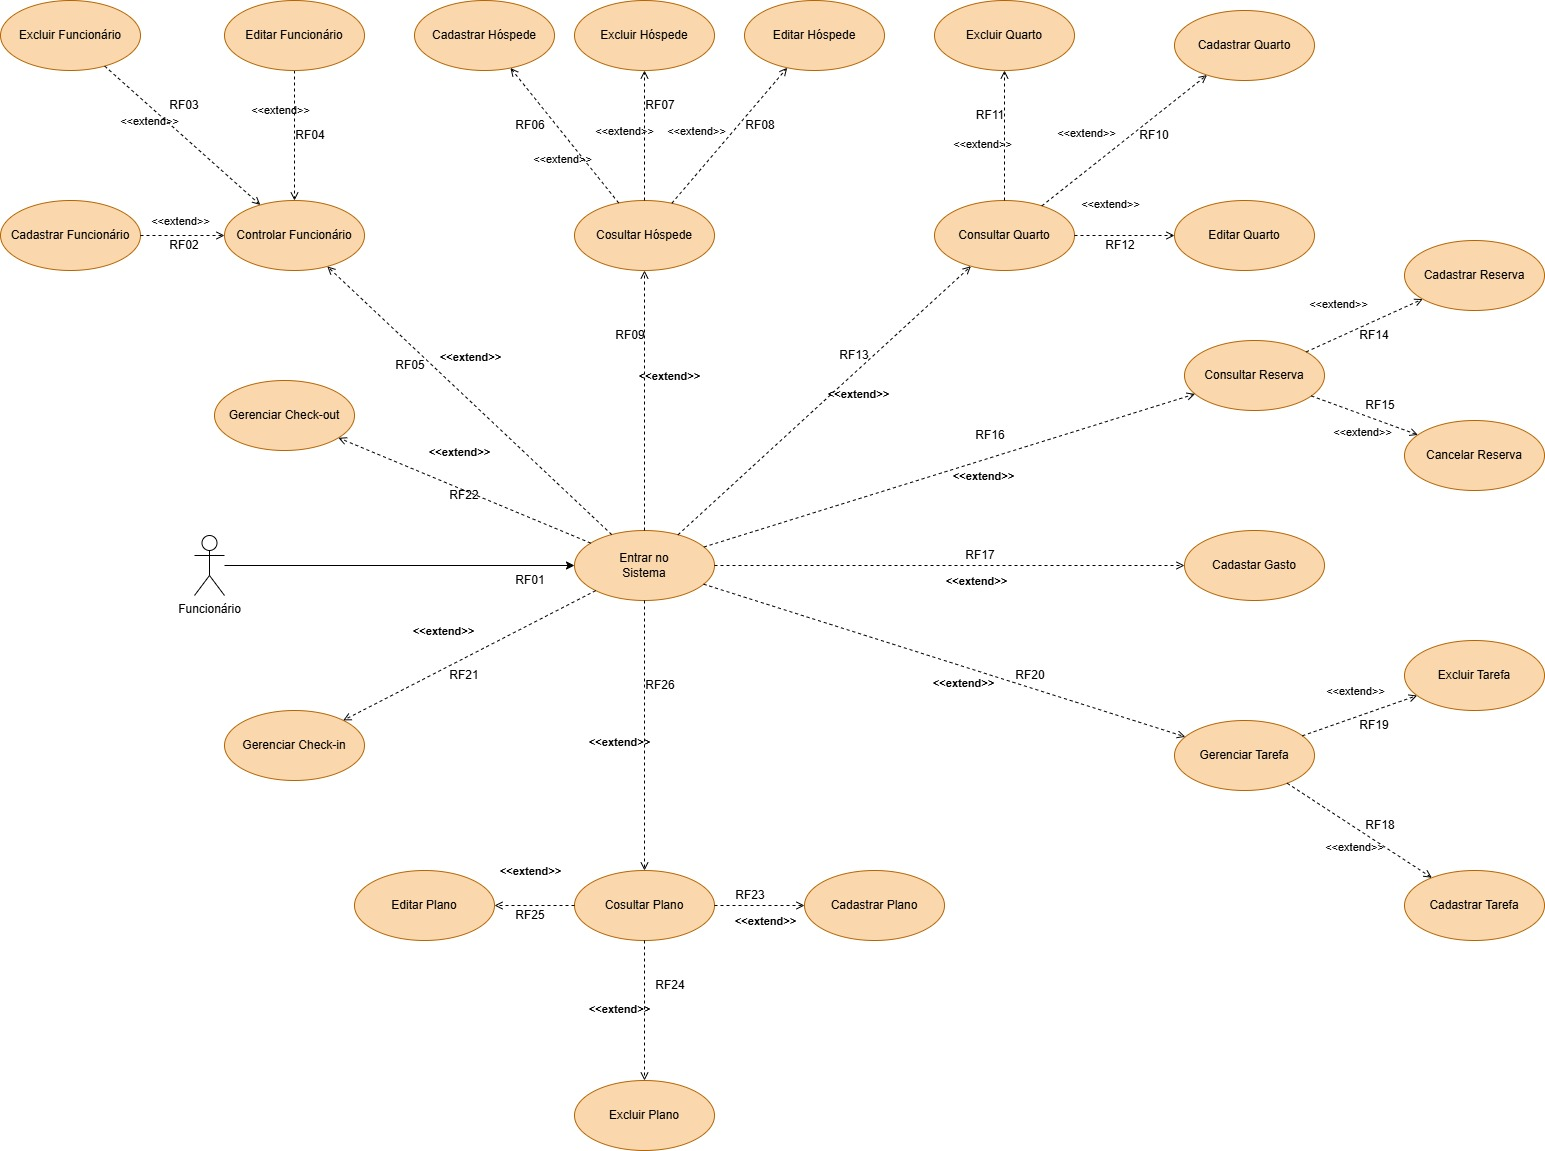 Excluir Funcionário
Editar Funcionário
Cadastrar Hóspede
Excluir Hóspede
Editar Hóspede
Excluir Quarto
Cadastrar Quarto
RF03
<<extend>>
<<extend>>
RF04
RF06
<<extend>>
RF07
<<extend>>
<<extend>>
RF08
RF11
<<extend>>
<<extend>>
RF10
Cadastrar Funcionário
<<extend>>
RF02
Controlar Funcionário
Cosultar Hóspede
Consultar Quarto
<<extend>>
RF12
Editar Quarto
Cadastrar Reserva
<<extend>>
RF14
RF05
<<extend>>
RF09
<<extend>>
RF13
<<extend>>
Consultar Reserva
RF15
<<extend>>
Cancelar Reserva
Gerenciar Check-out
<<extend>>
RF22
RF16
<<extend>>
Funcionário
RF01
Entrar no
Sistema
RF17
<<extend>>
Cadastar Gasto
<<extend>>
RF21
RF26
<<extend>>
RF20
<<extend>>
Excluir Tarefa
<<extend>>
RF19
Gerenciar Check-in
Gerenciar Tarefa
RF18
<<extend>>
Cadastrar Tarefa
<<extend>>
Editar Plano
RF25
Cosultar Plano
RF23
<<extend>>
Cadastrar Plano
RF24
<<extend>>
Excluir Plano